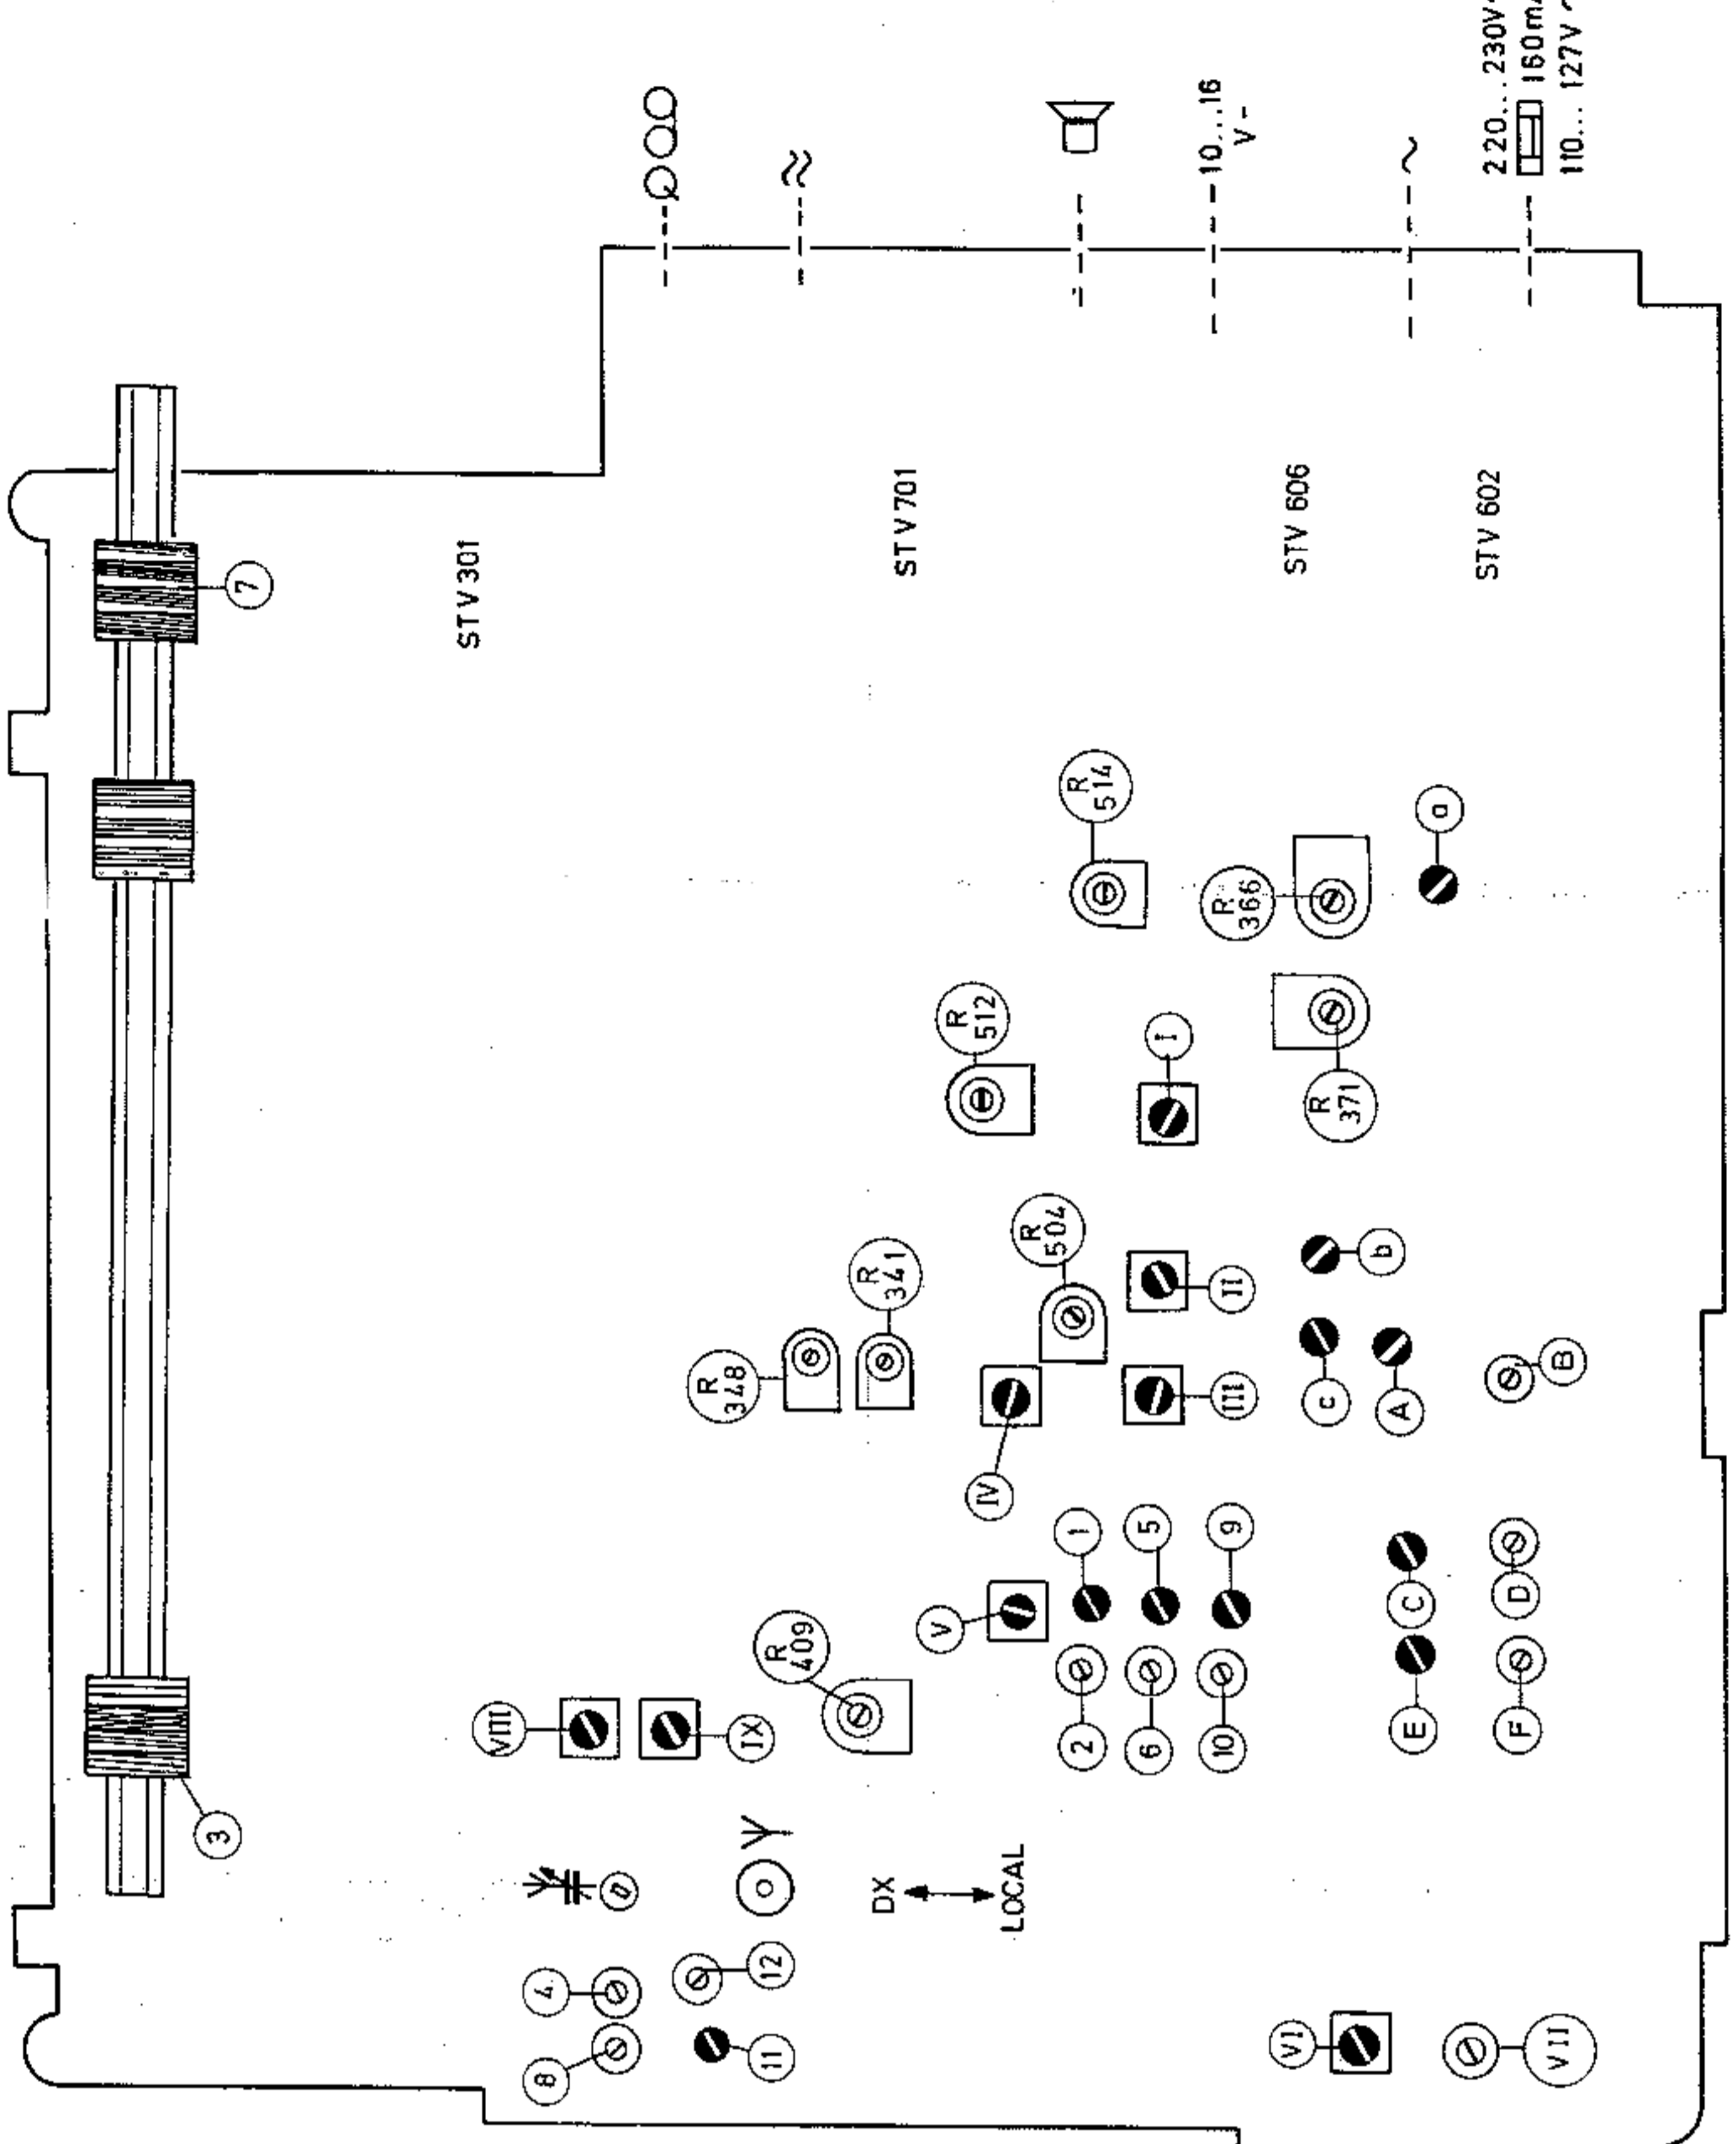 3
7
STV 301
VIII
8
4
R
348
IX
11
12
R
409
DX
R
341
STV 701
V
R
512
IV
LOCAL
R
504
2
1
R
514
6
5
I
10
9
III
II
10...16
V-
R
366
VI
STV 606
c
R
371
b
A
E
C
a
STV 602
F
D
VII
B
220...230V
160mA
110...127V ~